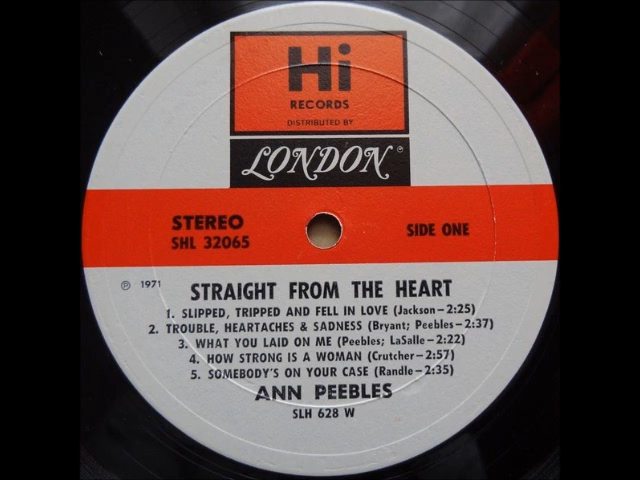 Hi
RECORDS
DISTRIBUTED BY
LONDON
STEREO
SHL 32065
SIDE ONE
℗ 1971
STRAIGHT FROM THE HEART
1. SLIPPED, TRIPPED AND FELL IN LOVE (Jackson-2:25)
2. TROUBLE, HEARTACHES & SADNESS (Bryant; Peebles-2:37)
3. WHAT YOU LAID ON ME (Peebles; LaSalle-2:22)
4. HOW STRONG IS A WOMAN (Crutcher-2:57)
5. SOMEBODY'S ON YOUR CASE (Randle-2:35)
ANN PEEBLES
SLH 628 W